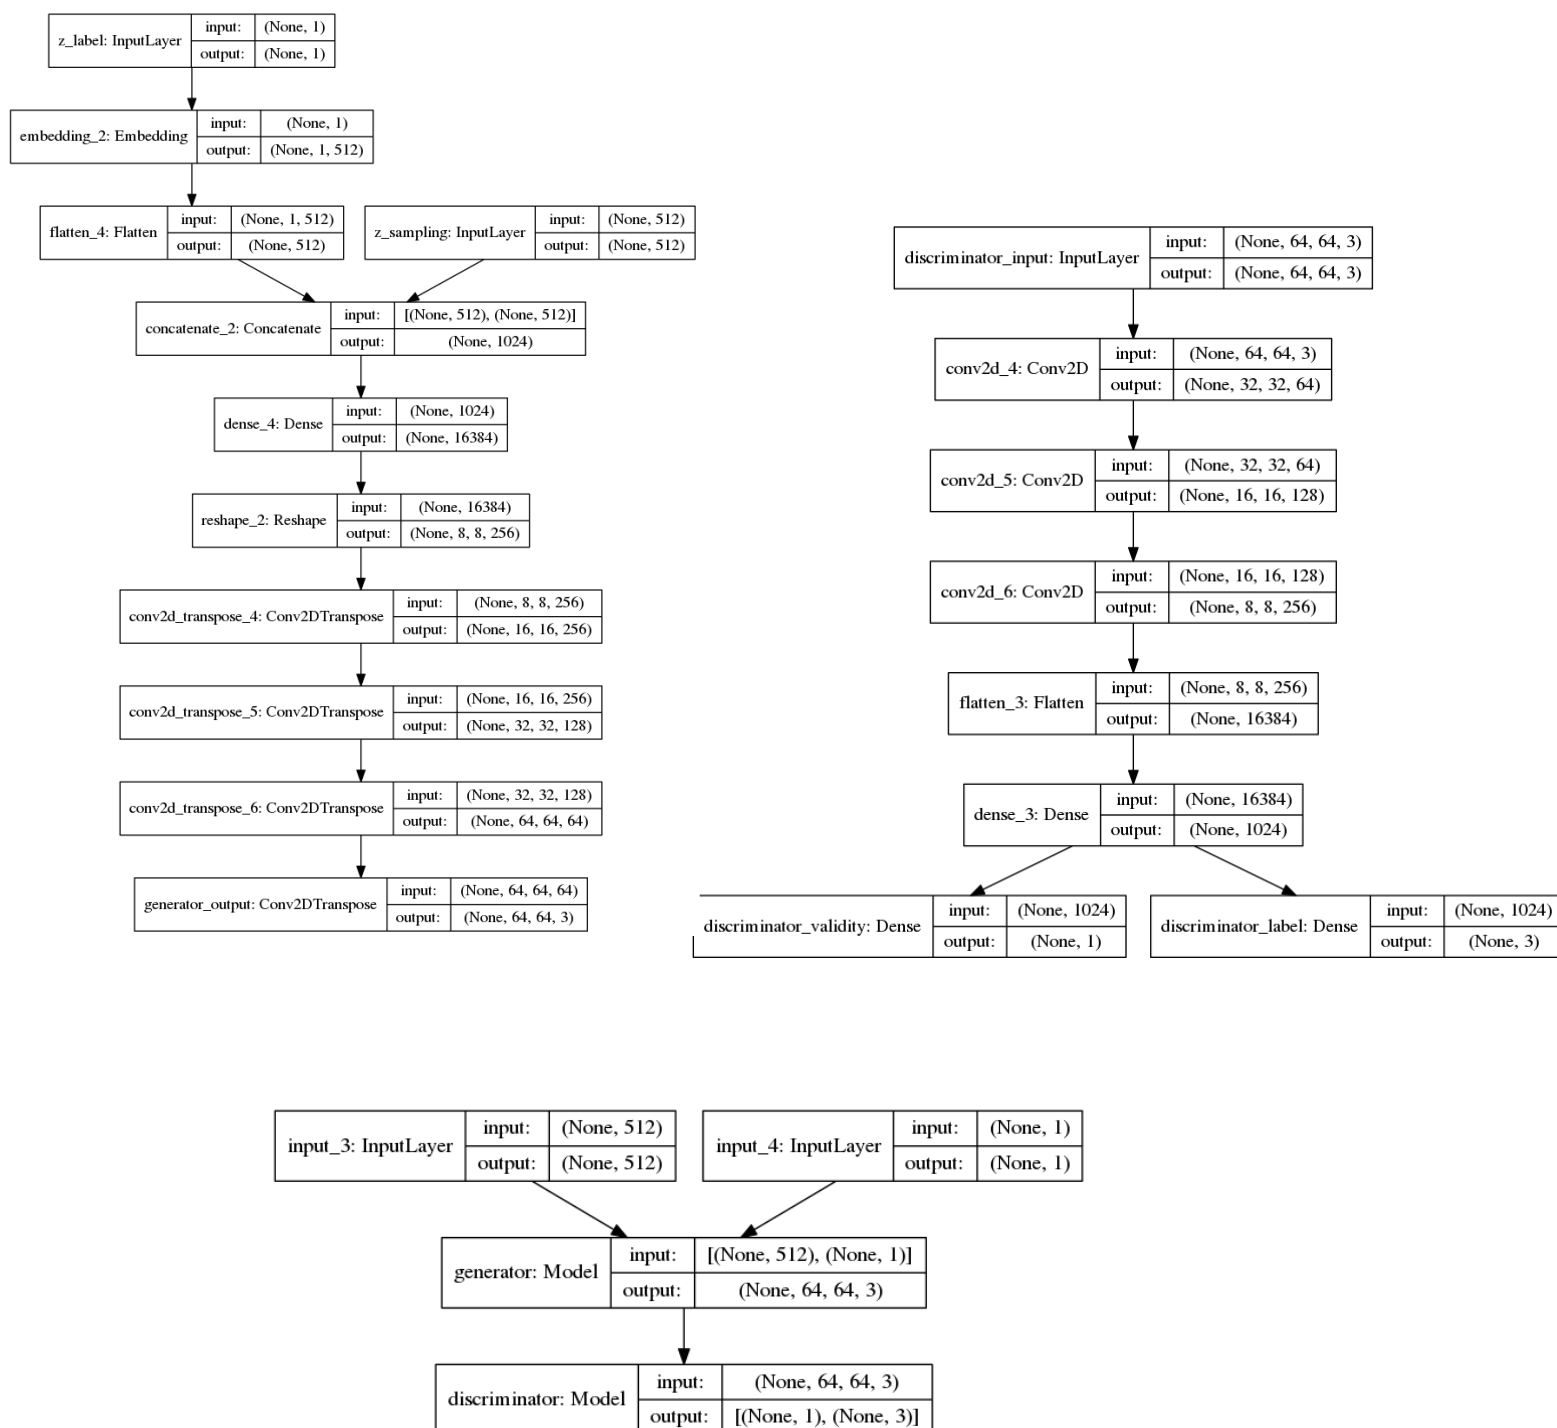 z_label: InputLayer
input: (None, 1)
output: (None, 1)
embedding_2: Embedding
input: (None, 1)
output: (None, 1, 512)
flatten_4: Flatten
input: (None, 1, 512)
output: (None, 512)
z_sampling: InputLayer
input: (None, 512)
output: (None, 512)
concatenate_2: Concatenate
input: [(None, 512), (None, 512)]
output: (None, 1024)
dense_4: Dense
input: (None, 1024)
output: (None, 16384)
reshape_2: Reshape
input: (None, 16384)
output: (None, 8, 8, 256)
conv2d_transpose_4: Conv2DTranspose
input: (None, 8, 8, 256)
output: (None, 16, 16, 256)
conv2d_transpose_5: Conv2DTranspose
input: (None, 16, 16, 256)
output: (None, 32, 32, 128)
conv2d_transpose_6: Conv2DTranspose
input: (None, 32, 32, 128)
output: (None, 64, 64, 64)
generator_output: Conv2DTranspose
input: (None, 64, 64, 64)
output: (None, 64, 64, 3)
discriminator_input: InputLayer
input: (None, 64, 64, 3)
output: (None, 64, 64, 3)
conv2d_4: Conv2D
input: (None, 64, 64, 3)
output: (None, 32, 32, 64)
conv2d_5: Conv2D
input: (None, 32, 32, 64)
output: (None, 16, 16, 128)
conv2d_6: Conv2D
input: (None, 16, 16, 128)
output: (None, 8, 8, 256)
flatten_3: Flatten
input: (None, 8, 8, 256)
output: (None, 16384)
dense_3: Dense
input: (None, 16384)
output: (None, 1024)
discriminator_validity: Dense
input: (None, 1024)
output: (None, 1)
discriminator_label: Dense
input: (None, 1024)
output: (None, 3)
input_3: InputLayer
input: (None, 512)
output: (None, 512)
input_4: InputLayer
input: (None, 1)
output: (None, 1)
generator: Model
input: [(None, 512), (None, 1)]
output: (None, 64, 64, 3)
discriminator: Model
input: (None, 64, 64, 3)
output: [(None, 1), (None, 3)]